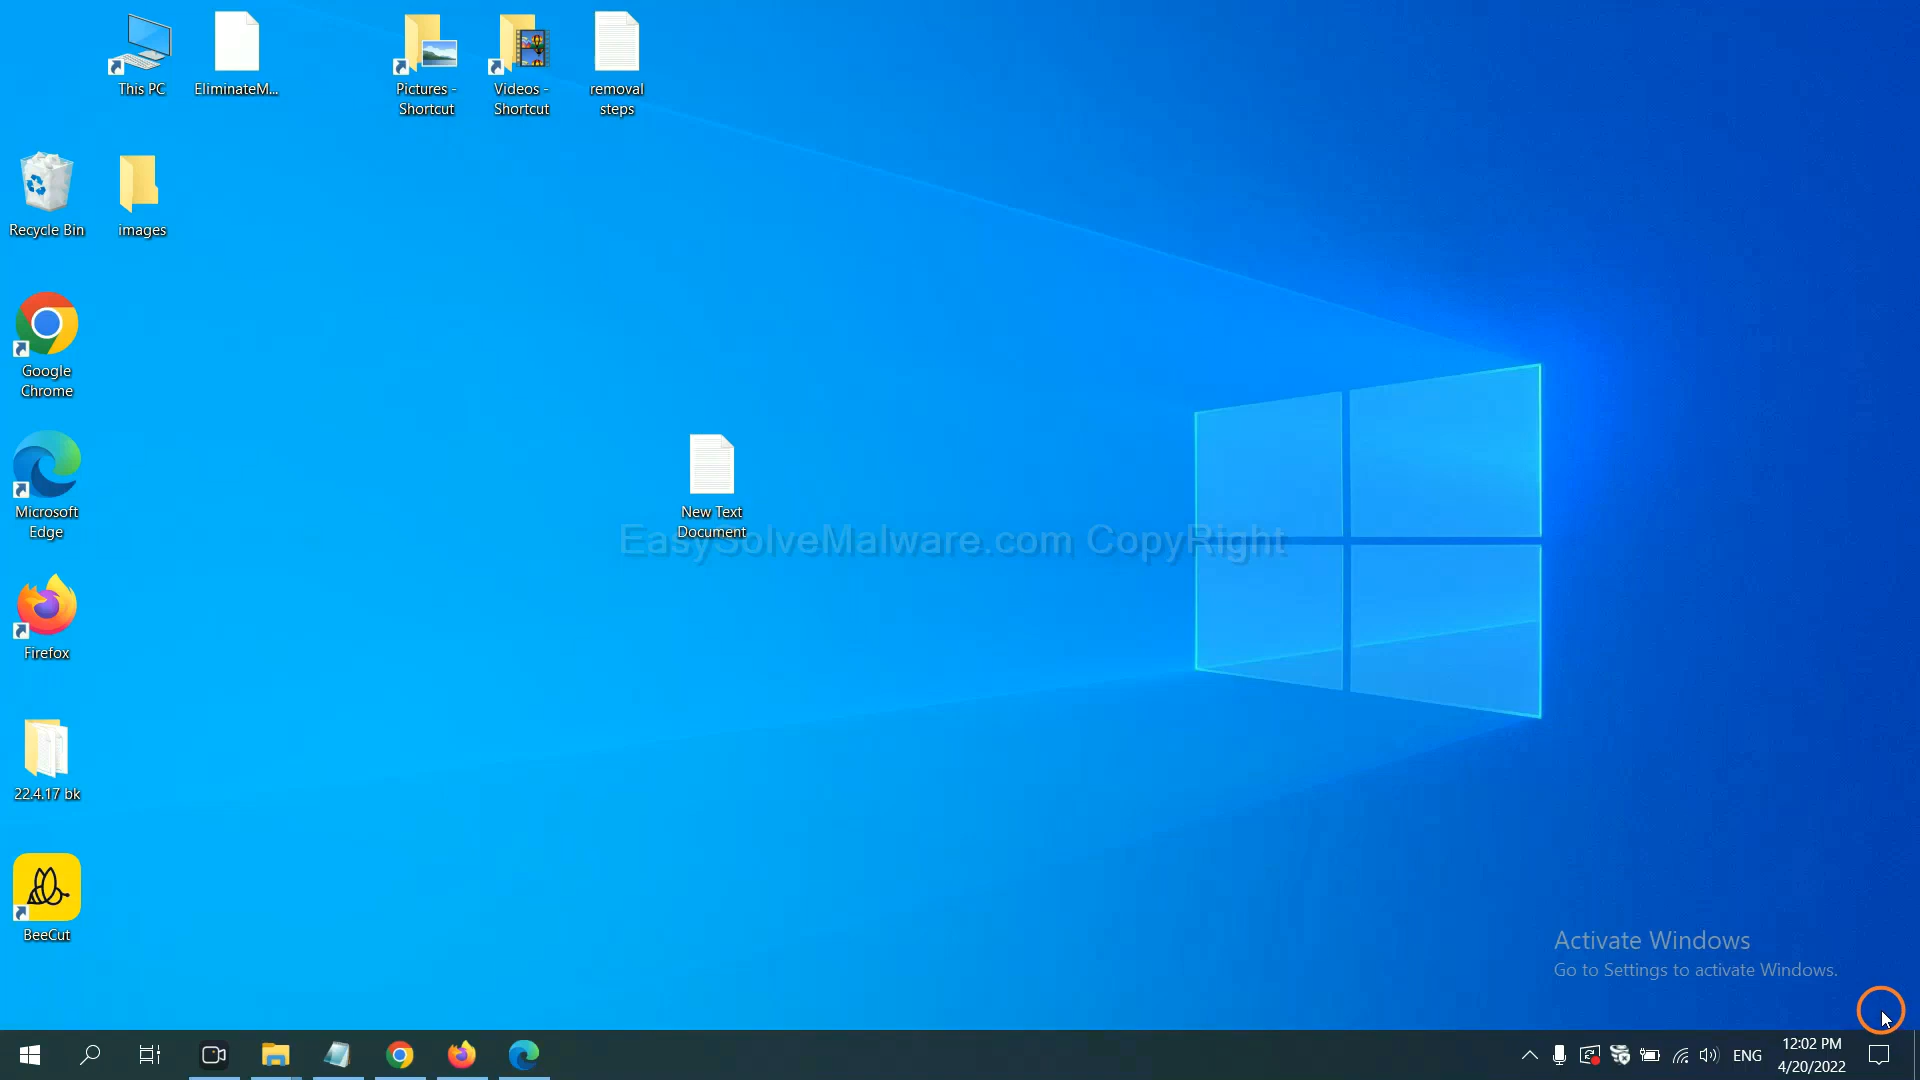 This PC
EliminateM...
Pictures -
Shortcut
Videos -
Shortcut
removal
steps
Recycle Bin
images
Google
Chrome
Microsoft
Edge
New Text
Document
EasySolveMalware.com CopyRight
Firefox
22.4.17 bk
BeeCut
Activate Windows
Go to Settings to activate Windows.
ENG
12:02 PM
4/20/2022